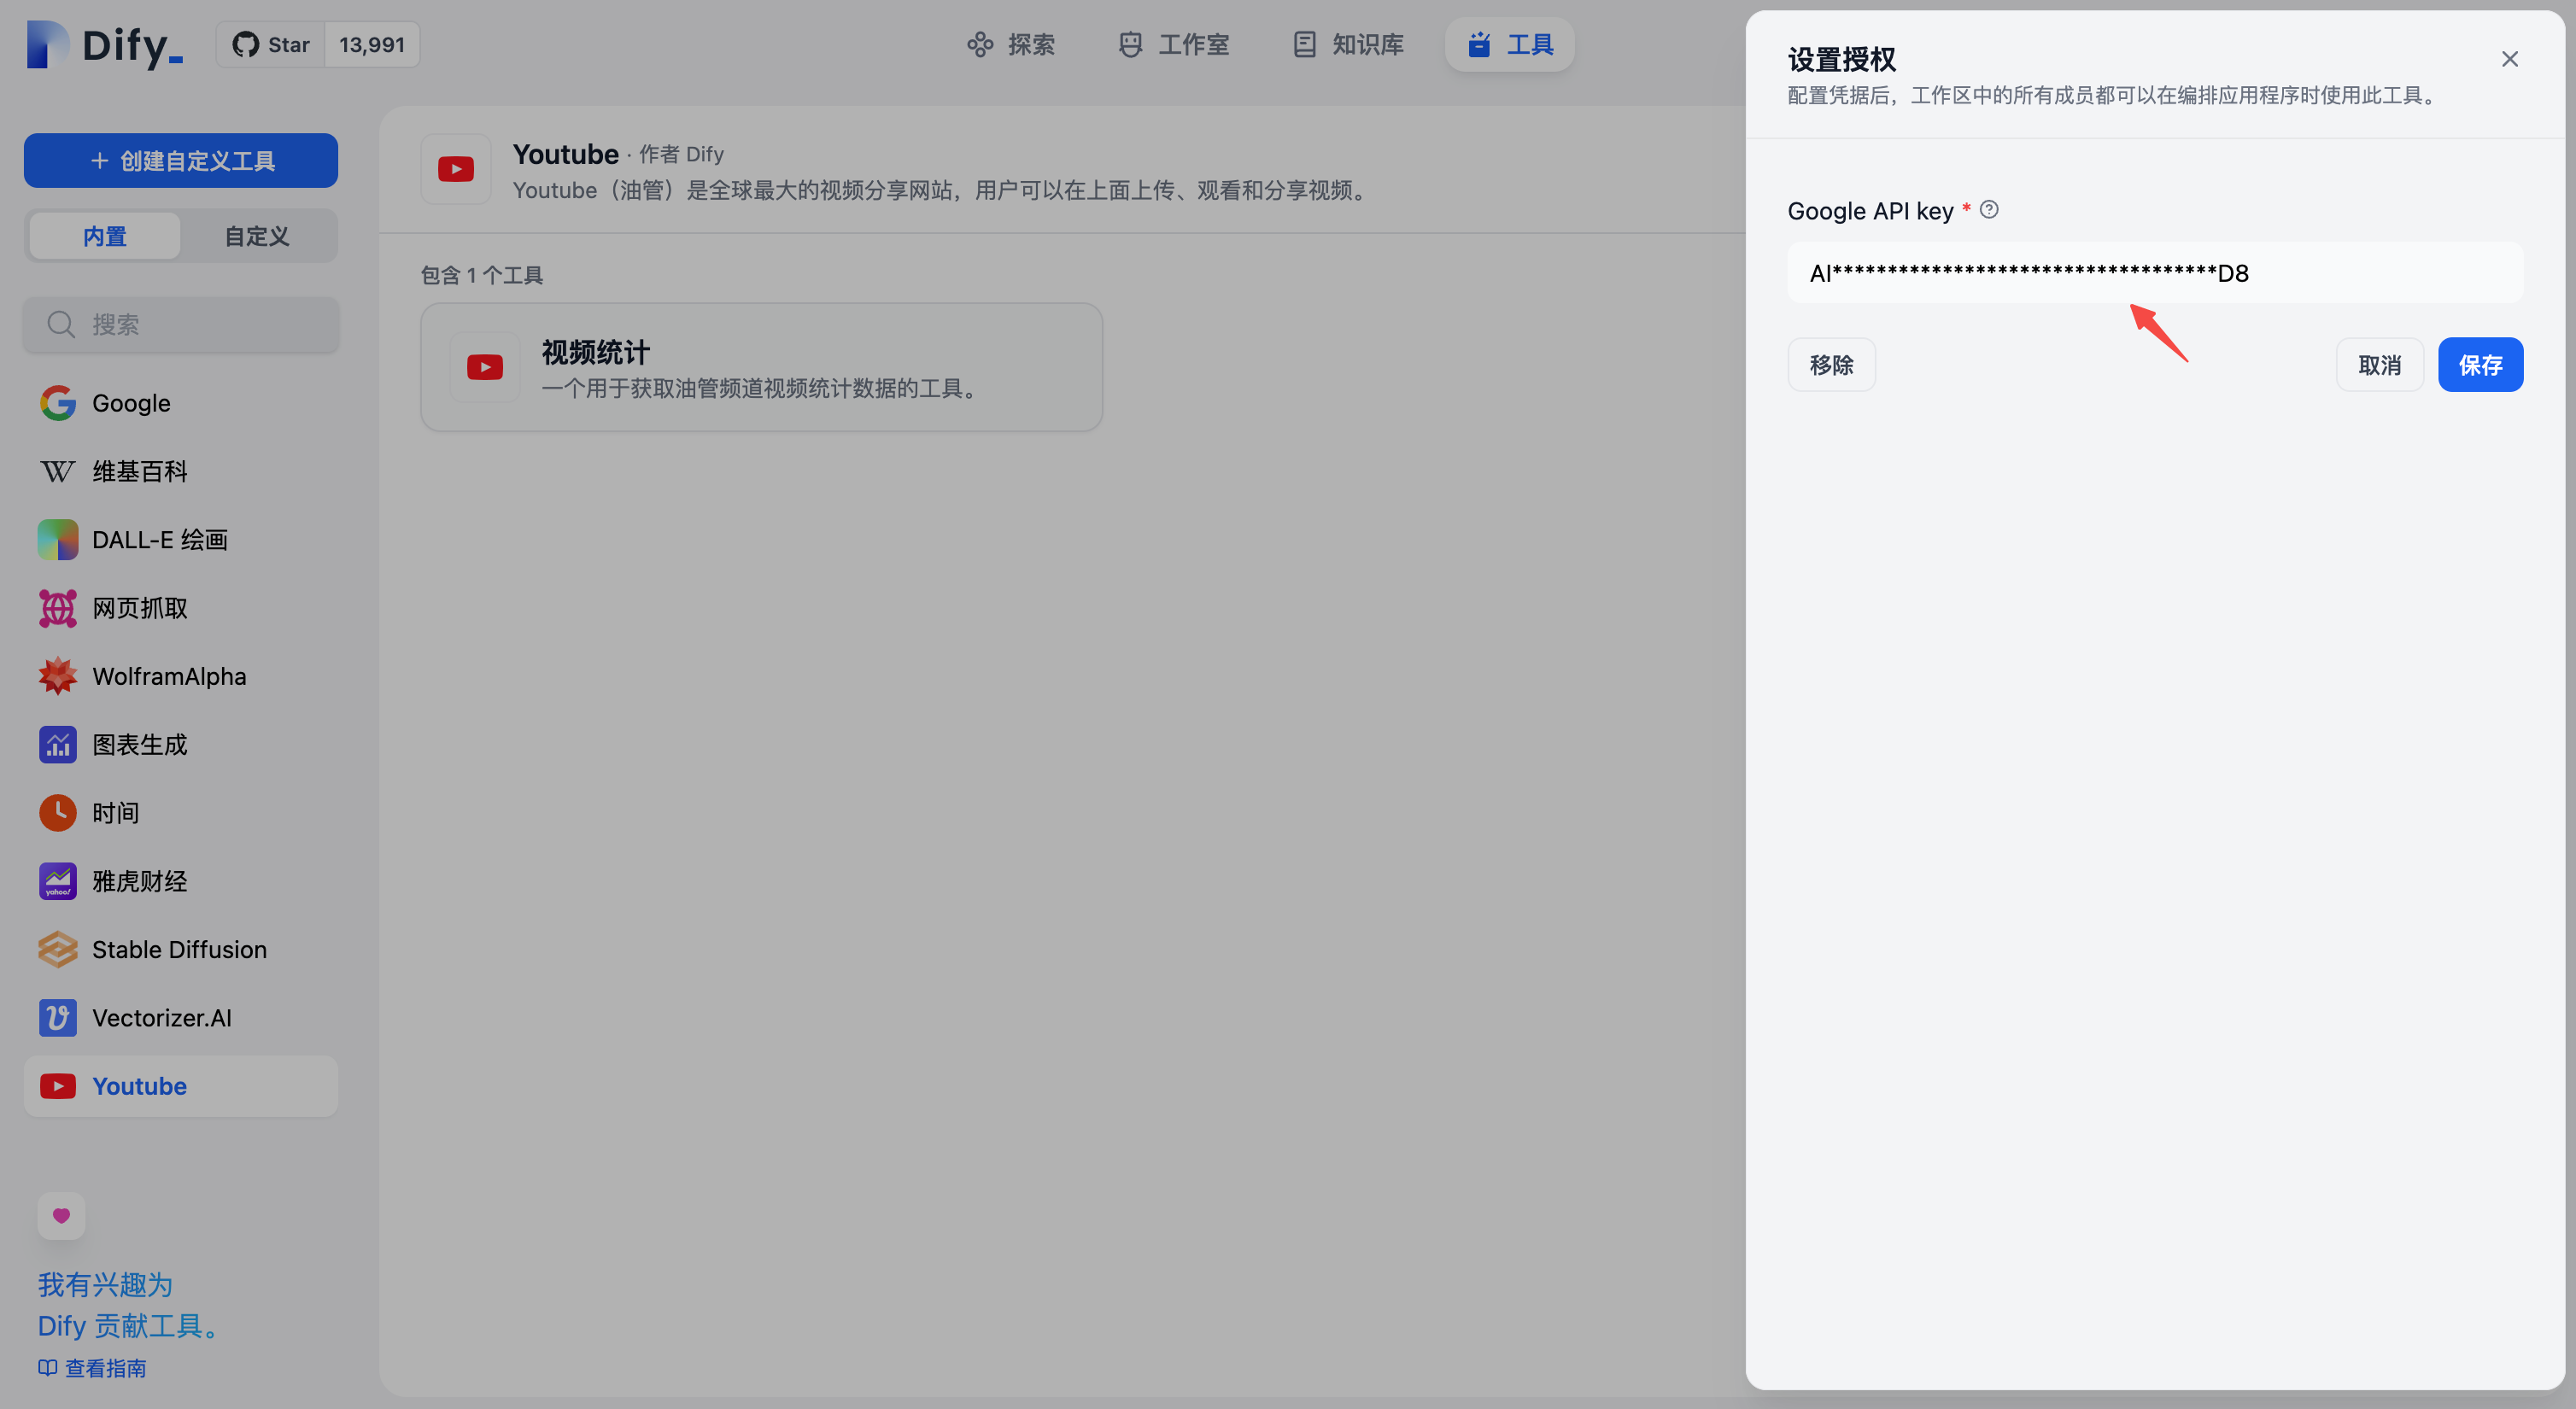 Dify_
Star 13,991
探索
工作室
知识库
工具
+ 创建自定义工具
内置
自定义
搜索
Google
维基百科
DALL-E 绘画
网页抓取
WolframAlpha
图表生成
时间
yahoo!
雅虎财经
Stable Diffusion
Vectorizer.AI
Youtube
我有兴趣为
Dify 贡献工具。
查看指南
Youtube · 作者 Dify
Youtube（油管）是全球最大的视频分享网站，用户可以在上面上传、观看和分享视频。
包含 1 个工具
视频统计
一个用于获取油管频道视频统计数据的工具。
设置授权
配置凭据后，工作区中的所有成员都可以在编排应用程序时使用此工具。
Google API key *
AI***********************************D8
移除
取消
保存